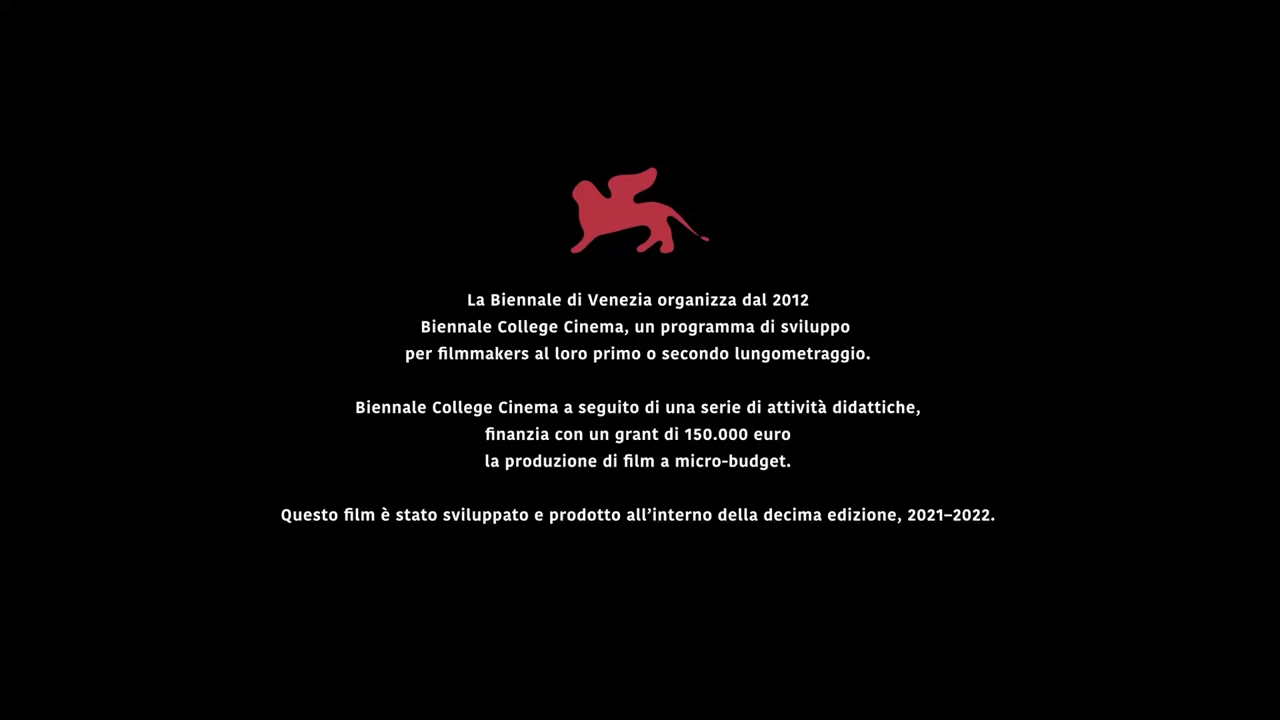 La Biennale di Venezia organizza dal 2012
Biennale College Cinema, un programma di sviluppo
per filmmakers al loro primo o secondo lungometraggio.
Biennale College Cinema a seguito di una serie di attività didattiche,
finanzia con un grant di 150.000 euro
la produzione di film a micro-budget.
Questo film è stato sviluppato e prodotto all’interno della decima edizione, 2021–2022.